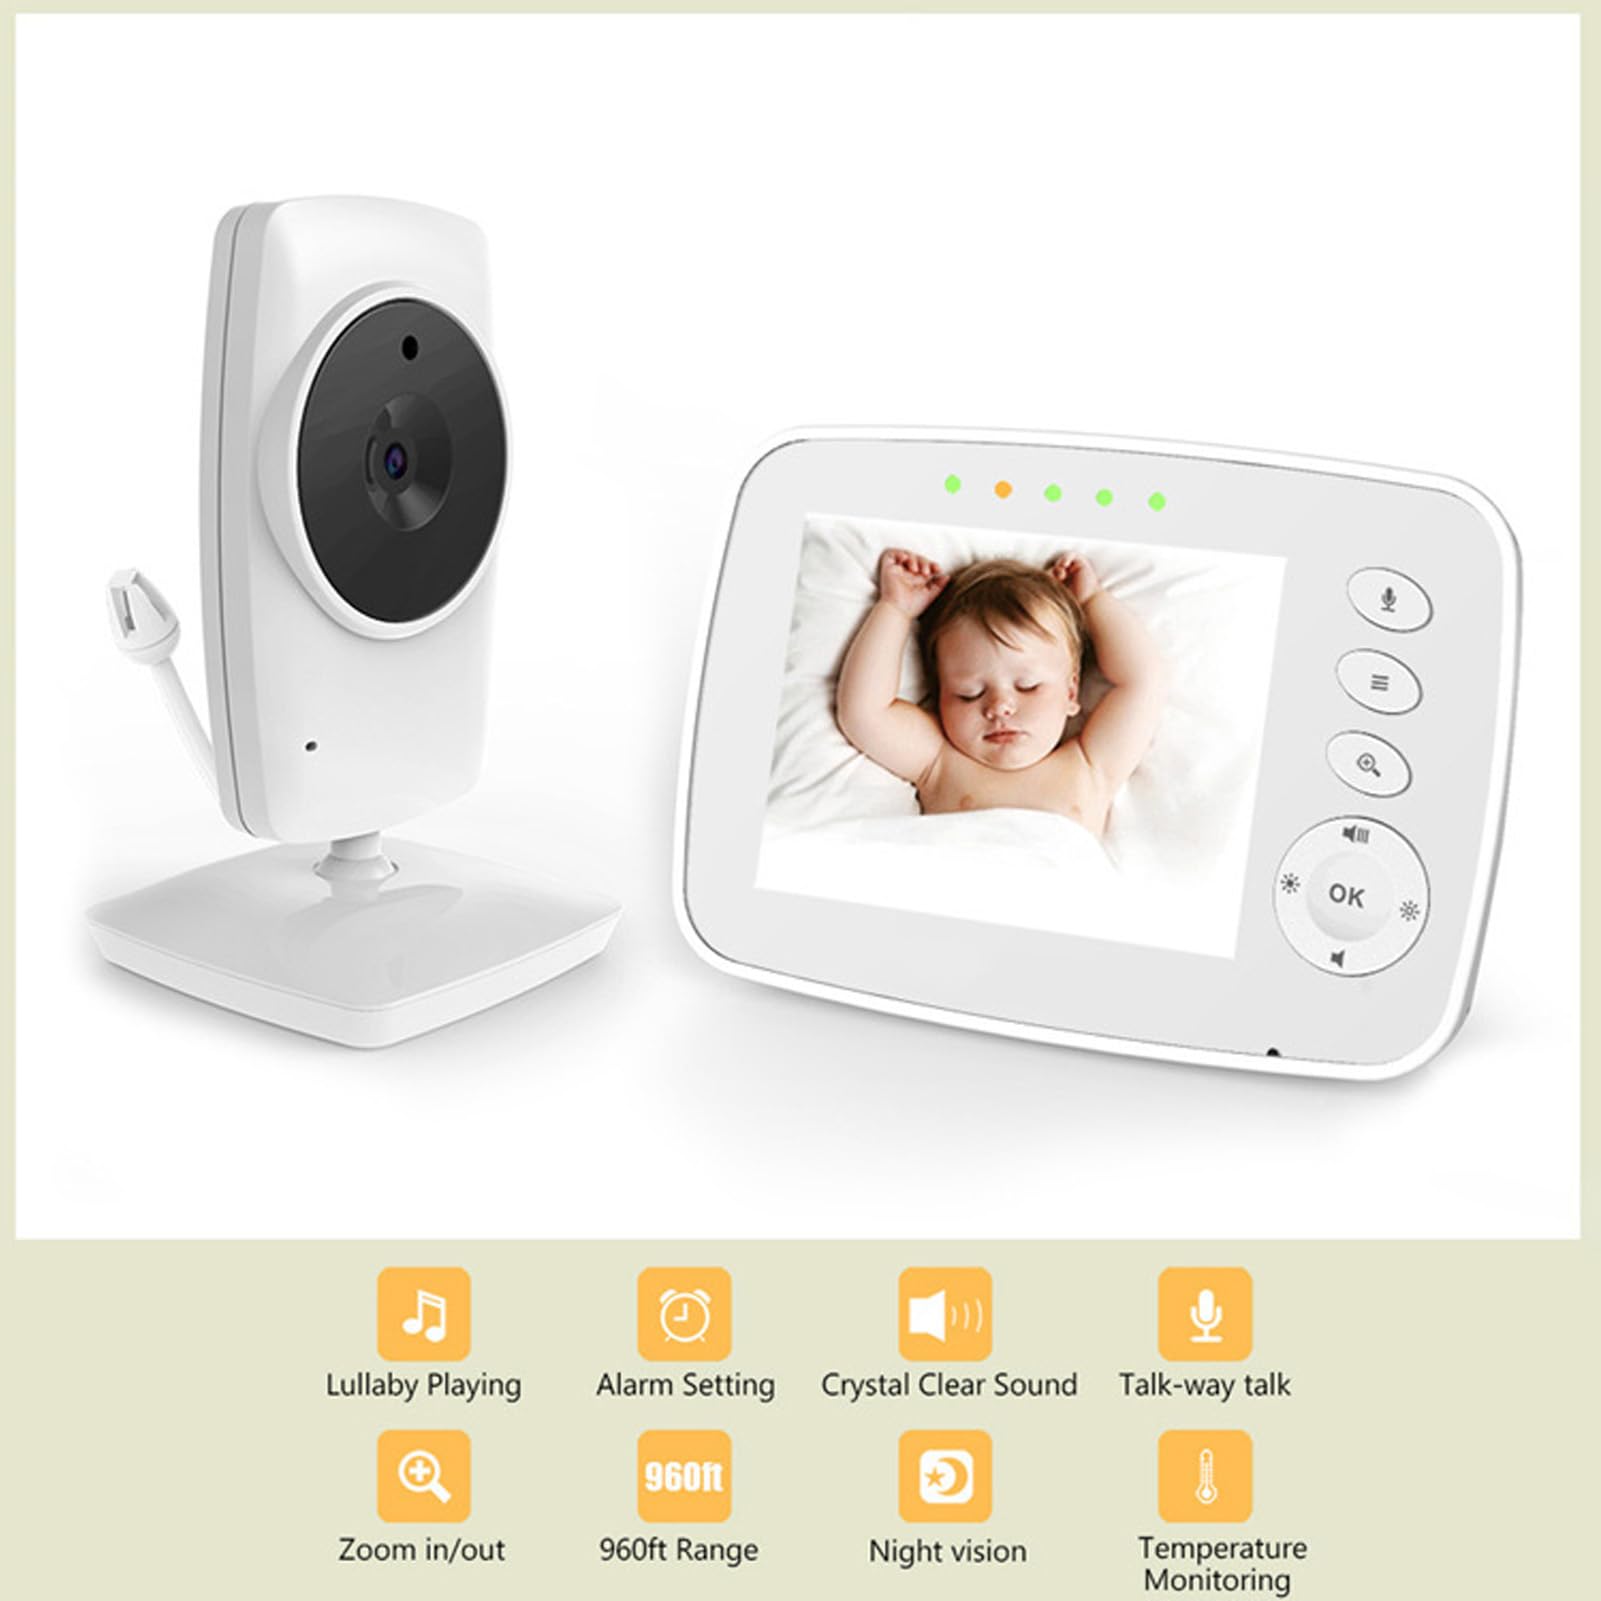 OK
Lullaby Playing
Alarm Setting
Crystal Clear Sound
Talk-way talk
960ft
Zoom in/out
960ft Range
Night vision
Temperature
Monitoring